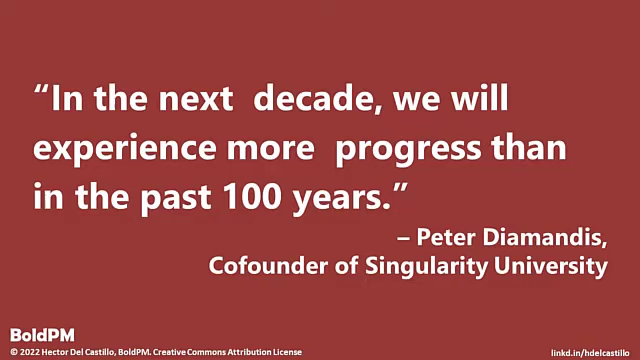 “In the next decade, we will
experience more progress than
in the past 100 years.”
– Peter Diamandis,
Cofounder of Singularity University
BoldPM
© 2022 Hector Del Castillo, BoldPM. Creative Commons Attribution License
linkd.in/hdelcastillo